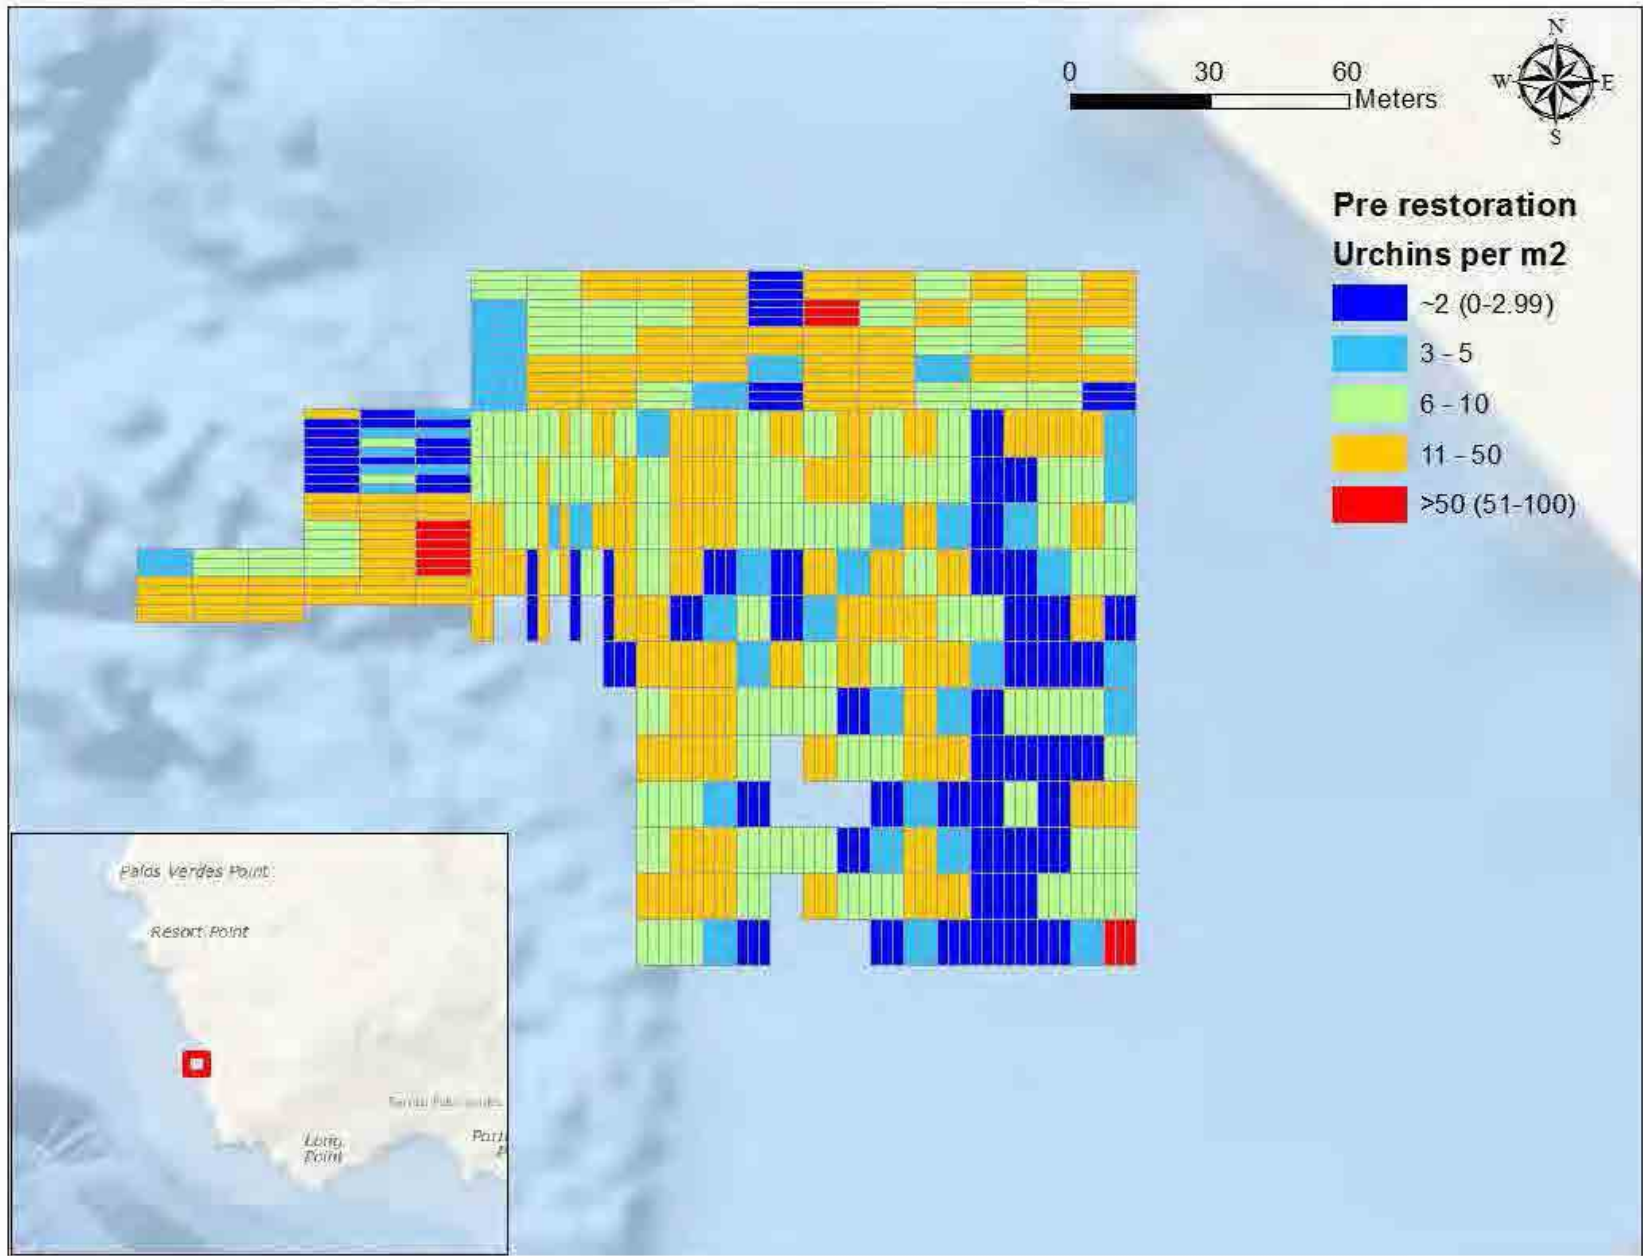 N
0 30 60
W E
Meters
S
Pre restoration
Urchins per m2
~2 (0-2.99)
3 - 5
6 - 10
11 - 50
>50 (51-100)
Palos Verdes Point
Resort Point
Long
Point